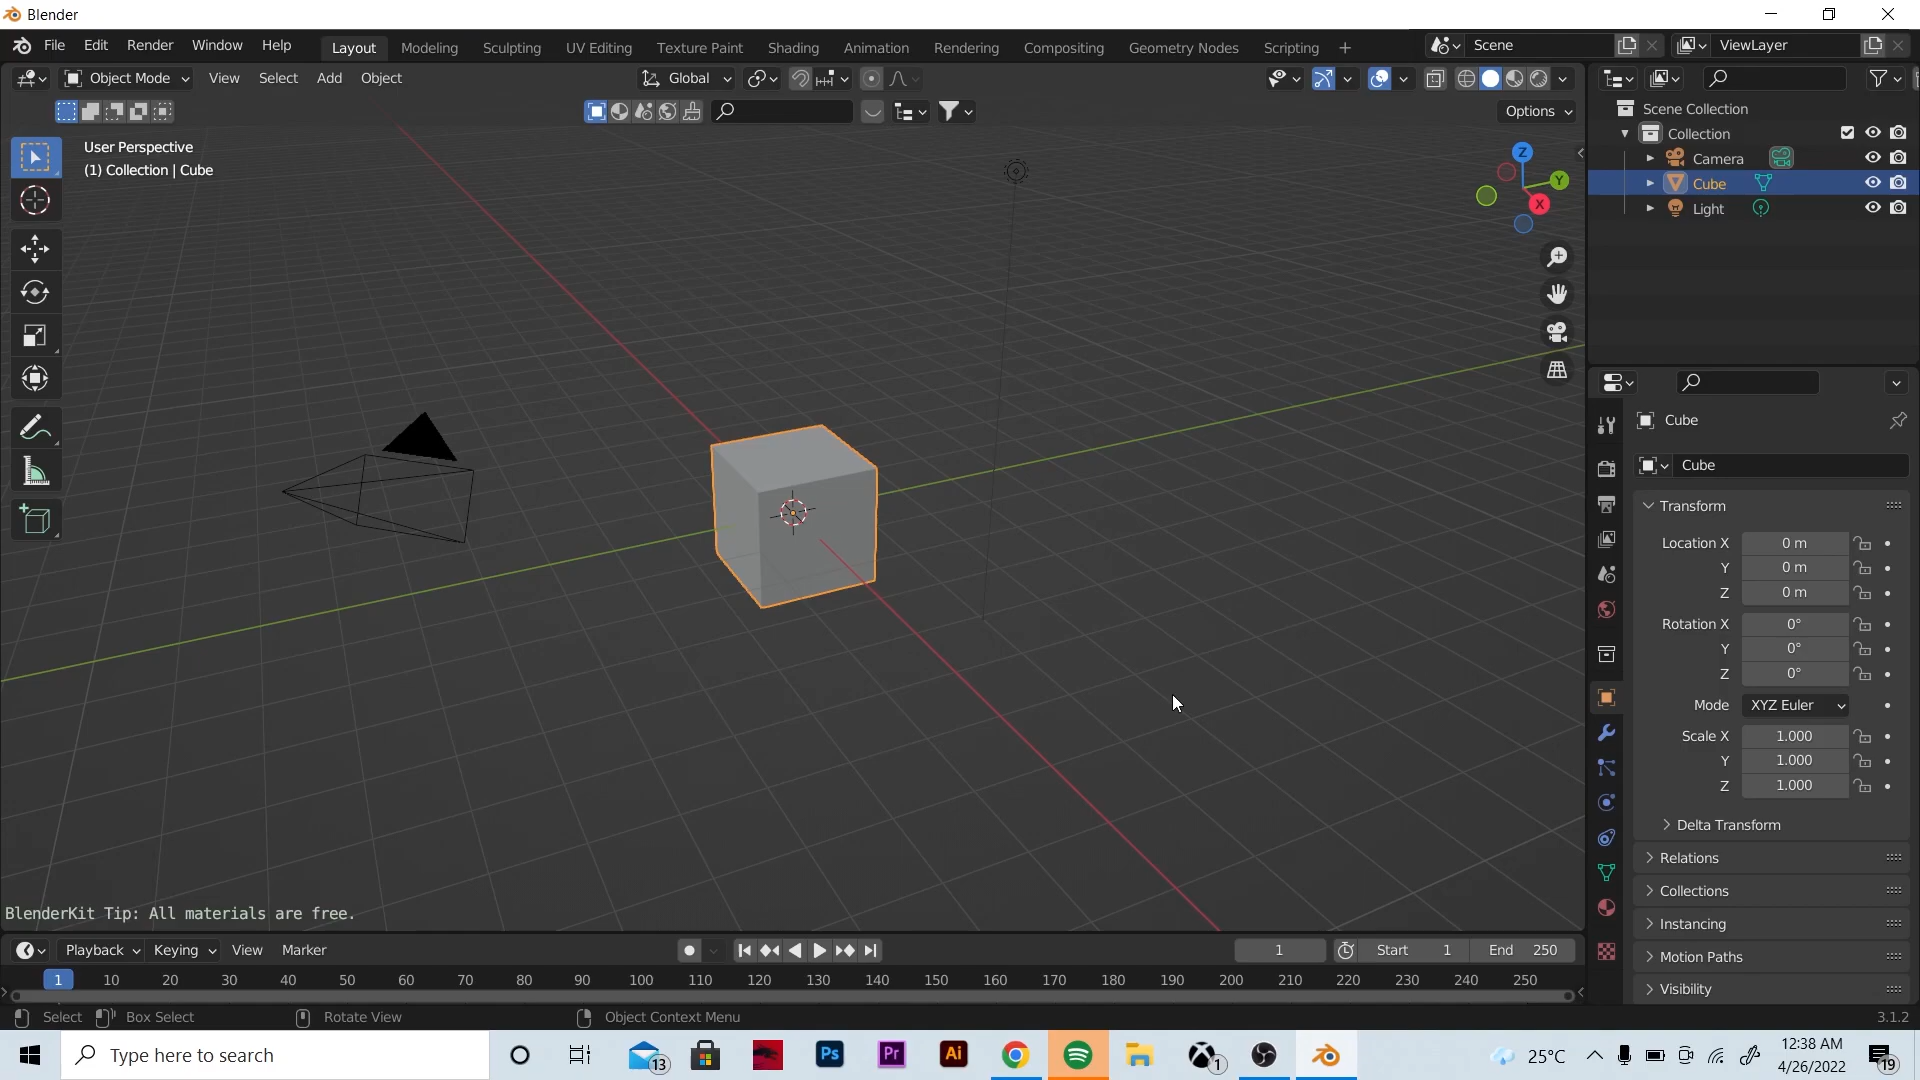 Blender
File Edit Render Window Help Layout Modeling Sculpting UV Editing Texture Paint Shading Animation Rendering Compositing Geometry Nodes Scripting + Scene ViewLayer
Object Mode View Select Add Object Global
Options
User Perspective
(1) Collection | Cube
Z
Y
X
Scene Collection
Collection
Camera
Cube
Light
Cube
Cube
Transform
Location X 0 m
Y 0 m
Z 0 m
Rotation X 0°
Y 0°
Z 0°
Mode XYZ Euler
Scale X 1.000
Y 1.000
Z 1.000
Delta Transform
Relations
Collections
Instancing
Motion Paths
Visibility
BlenderKit Tip: All materials are free.
Playback Keying View Marker 1 Start 1 End 250
1 10 20 30 40 50 60 70 80 90 100 110 120 130 140 150 160 170 180 190 200 210 220 230 240 250
Select Box Select Rotate View Object Context Menu 3.1.2
Type here to search 13 Ps Pr Ai 1 25°C 12:38 AM
4/26/2022 19